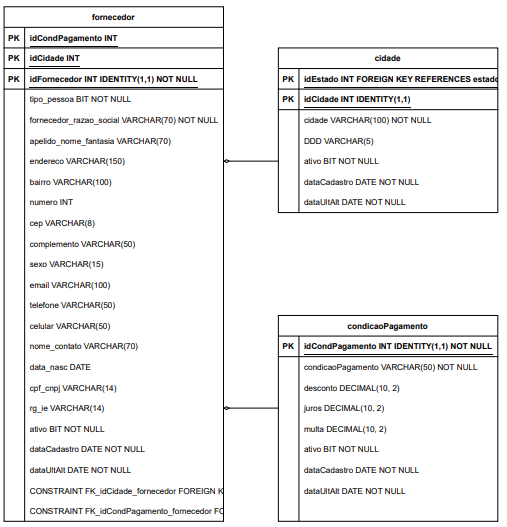 fornecedor
PK idCondPagamento INT
PK idCidade INT
PK idFornecedor INT IDENTITY(1,1) NOT NULL
tipo_pessoa BIT NOT NULL
fornecedor_razao_social VARCHAR(70) NOT NULL
apelido_nome_fantasia VARCHAR(70)
endereco VARCHAR(150)
bairro VARCHAR(100)
numero INT
cep VARCHAR(8)
complemento VARCHAR(50)
sexo VARCHAR(15)
email VARCHAR(100)
telefone VARCHAR(50)
celular VARCHAR(50)
nome_contato VARCHAR(70)
data_nasc DATE
cpf_cnpj VARCHAR(14)
rg_ie VARCHAR(14)
ativo BIT NOT NULL
dataCadastro DATE NOT NULL
dataUltAlt DATE NOT NULL
CONSTRAINT FK_idCidade_fornecedor FOREIGN K
CONSTRAINT FK_idCondPagamento_fornecedor FO
cidade
PK idEstado INT FOREIGN KEY REFERENCES estado
PK idCidade INT IDENTITY(1,1)
cidade VARCHAR(100) NOT NULL
DDD VARCHAR(5)
ativo BIT NOT NULL
dataCadastro DATE NOT NULL
dataUltAlt DATE NOT NULL
condicaoPagamento
PK idCondPagamento INT IDENTITY(1,1) NOT NULL
condicaoPagamento VARCHAR(50) NOT NULL
desconto DECIMAL(10, 2)
juros DECIMAL(10, 2)
multa DECIMAL(10, 2)
ativo BIT NOT NULL
dataCadastro DATE NOT NULL
dataUltAlt DATE NOT NULL